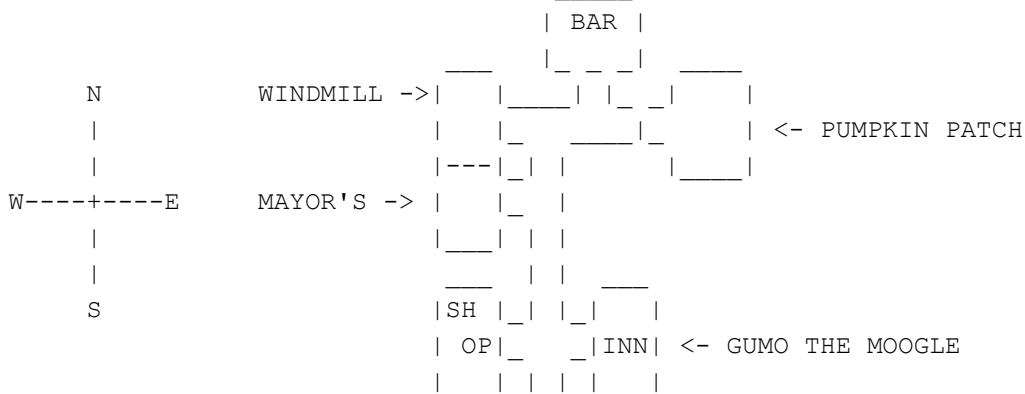 BAR
N WINDMILL ->
<- PUMPKIN PATCH
W----+----E MAYOR'S ->
S SH
OP INN <- GUMO THE MOOGLE